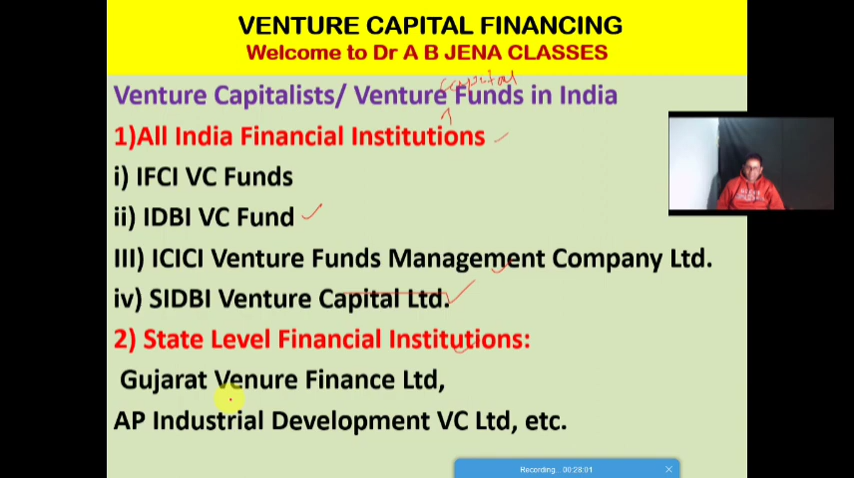 VENTURE CAPITAL FINANCING
Welcome to Dr A B JENA CLASSES
capital
Venture Capitalists/ Venture Funds in India
1)All India Financial Institutions
i) IFCI VC Funds
ii) IDBI VC Fund
III) ICICI Venture Funds Management Company Ltd.
iv) SIDBI Venture Capital Ltd.
2) State Level Financial Institutions:
Gujarat Venure Finance Ltd,
AP Industrial Development VC Ltd, etc.
Recording... 00:28:01